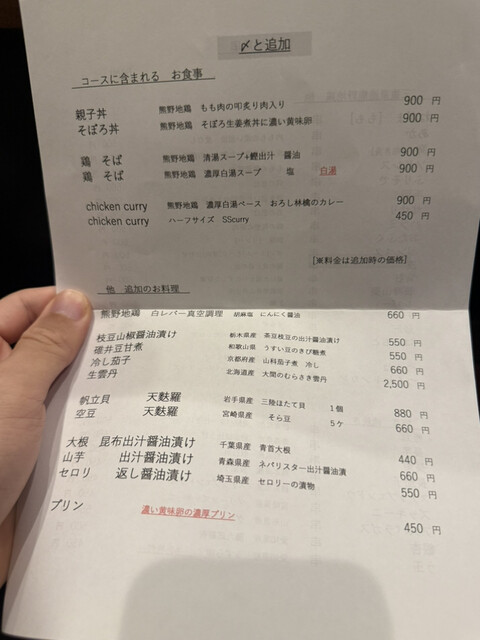 〆と追加
コースに含まれる お食事
親子丼 熊野地鶏 もも肉の叩炙り肉入り 900 円
そぼろ丼 熊野地鶏 そぼろ生姜煮丼に濃い黄味卵 900 円
鶏 そば 熊野地鶏 清湯スープ+鰹出汁 醤油 900 円
鶏 そば 熊野地鶏 濃厚白湯スープ 塩 白湯 900 円
chicken curry 熊野地鶏 濃厚白湯ベース おろし林檎のカレー 900 円
chicken curry ハーフサイズ SScurry 450 円
[※料金は追加時の価格]
他 追加のお料理
熊野地鶏 白レバー真空調理 胡麻塩 にんにく醤油 660 円
枝豆山椒醤油漬け 栃木県産 茶豆枝豆の出汁醤油漬け 550 円
碓井豆甘煮 和歌山県 うすい豆のきび糖煮 550 円
冷し茄子 京都府産 山科茄子煮 冷し 660 円
生雲丹 北海道産 大間のむらさき雲丹 2,500 円
帆立貝 天麩羅 岩手県産 三陸ほたて貝 1個 880 円
空豆 天麩羅 宮崎県産 そら豆 5ケ 660 円
大根 昆布出汁醤油漬け 千葉県産 青首大根 440 円
山芋 出汁醤油漬け 青森県産 ネバリスター出汁醤油漬 660 円
セロリ 返し醤油漬け 埼玉県産 セロリーの漬物 550 円
プリン 濃い黄味卵の濃厚プリン 450 円